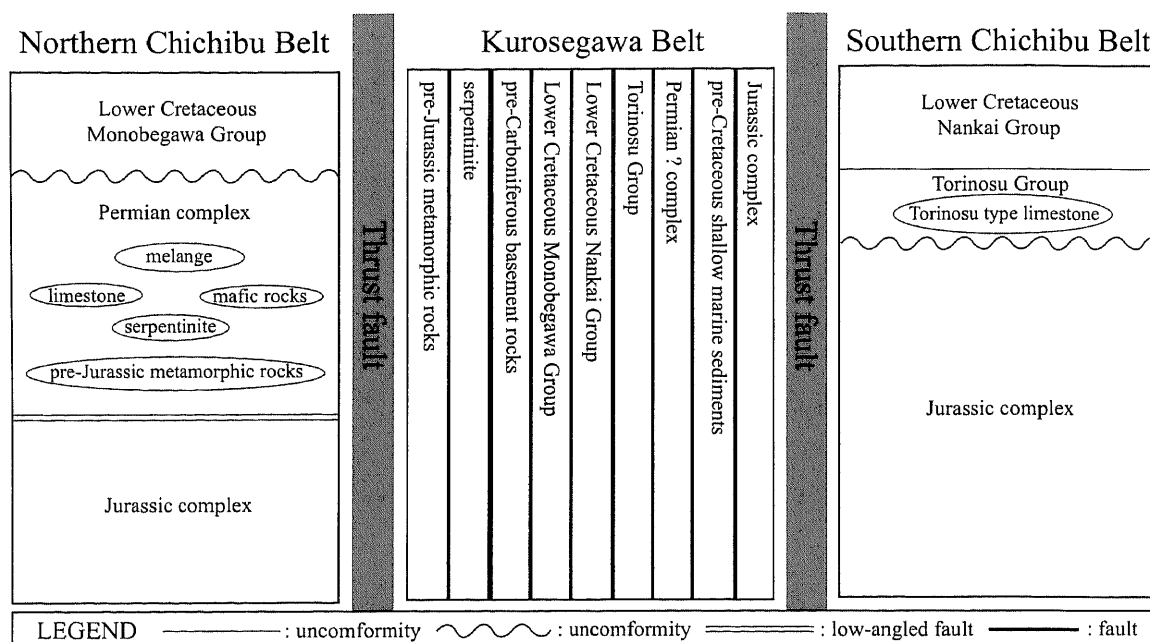 Northern Chichibu Belt
Lower Cretaceous
Monobegawa Group
Permian complex
melange
limestone
mafic rocks
serpentinite
pre-Jurassic metamorphic rocks
Jurassic complex
Thrust fault
Kurosegawa Belt
pre-Jurassic metamorphic rocks
serpentinite
pre-Carboniferous basement rocks
Lower Cretaceous Monobegawa Group
Lower Cretaceous Nankai Group
Torinosu Group
Permian ? complex
pre-Cretaceous shallow marine sediments
Jurassic complex
Thrust fault
Southern Chichibu Belt
Lower Cretaceous
Nankai Group
Torinosu Group
Torinosu type limestone
Jurassic complex
LEGEND : uncomformity : uncomformity : low-angled fault : fault